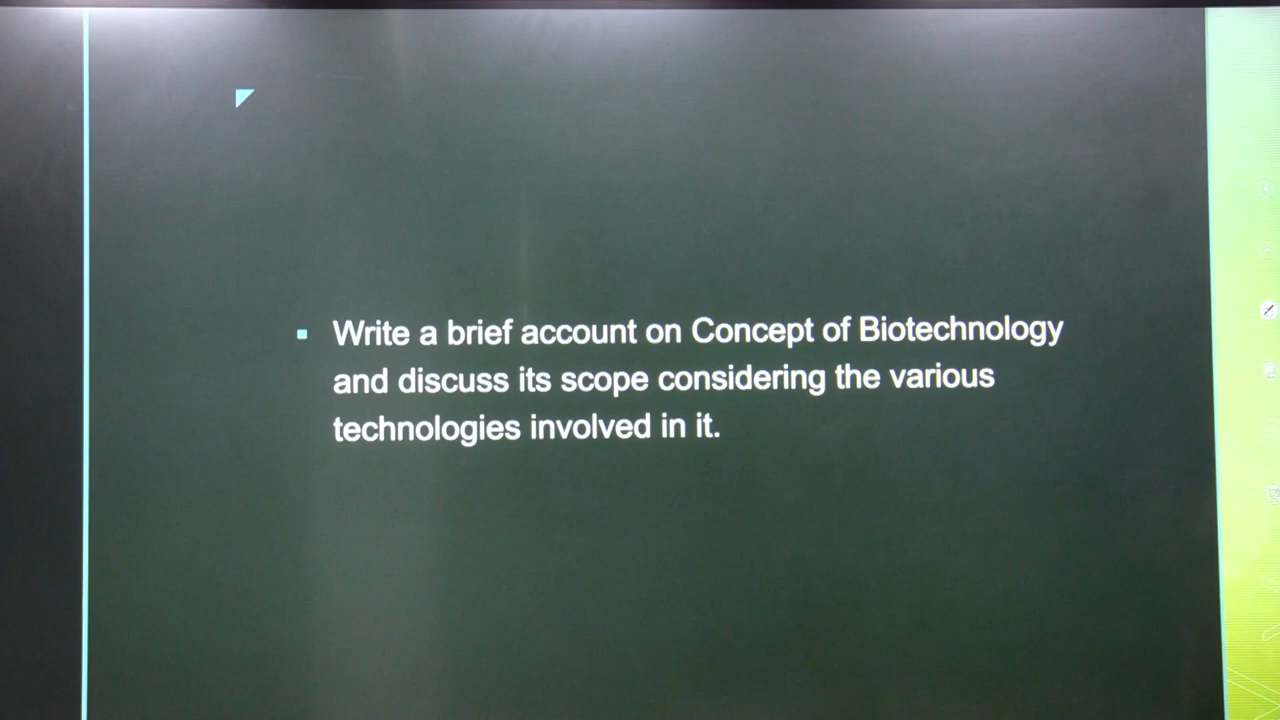 Write a brief account on Concept of Biotechnology
and discuss its scope considering the various
technologies involved in it.